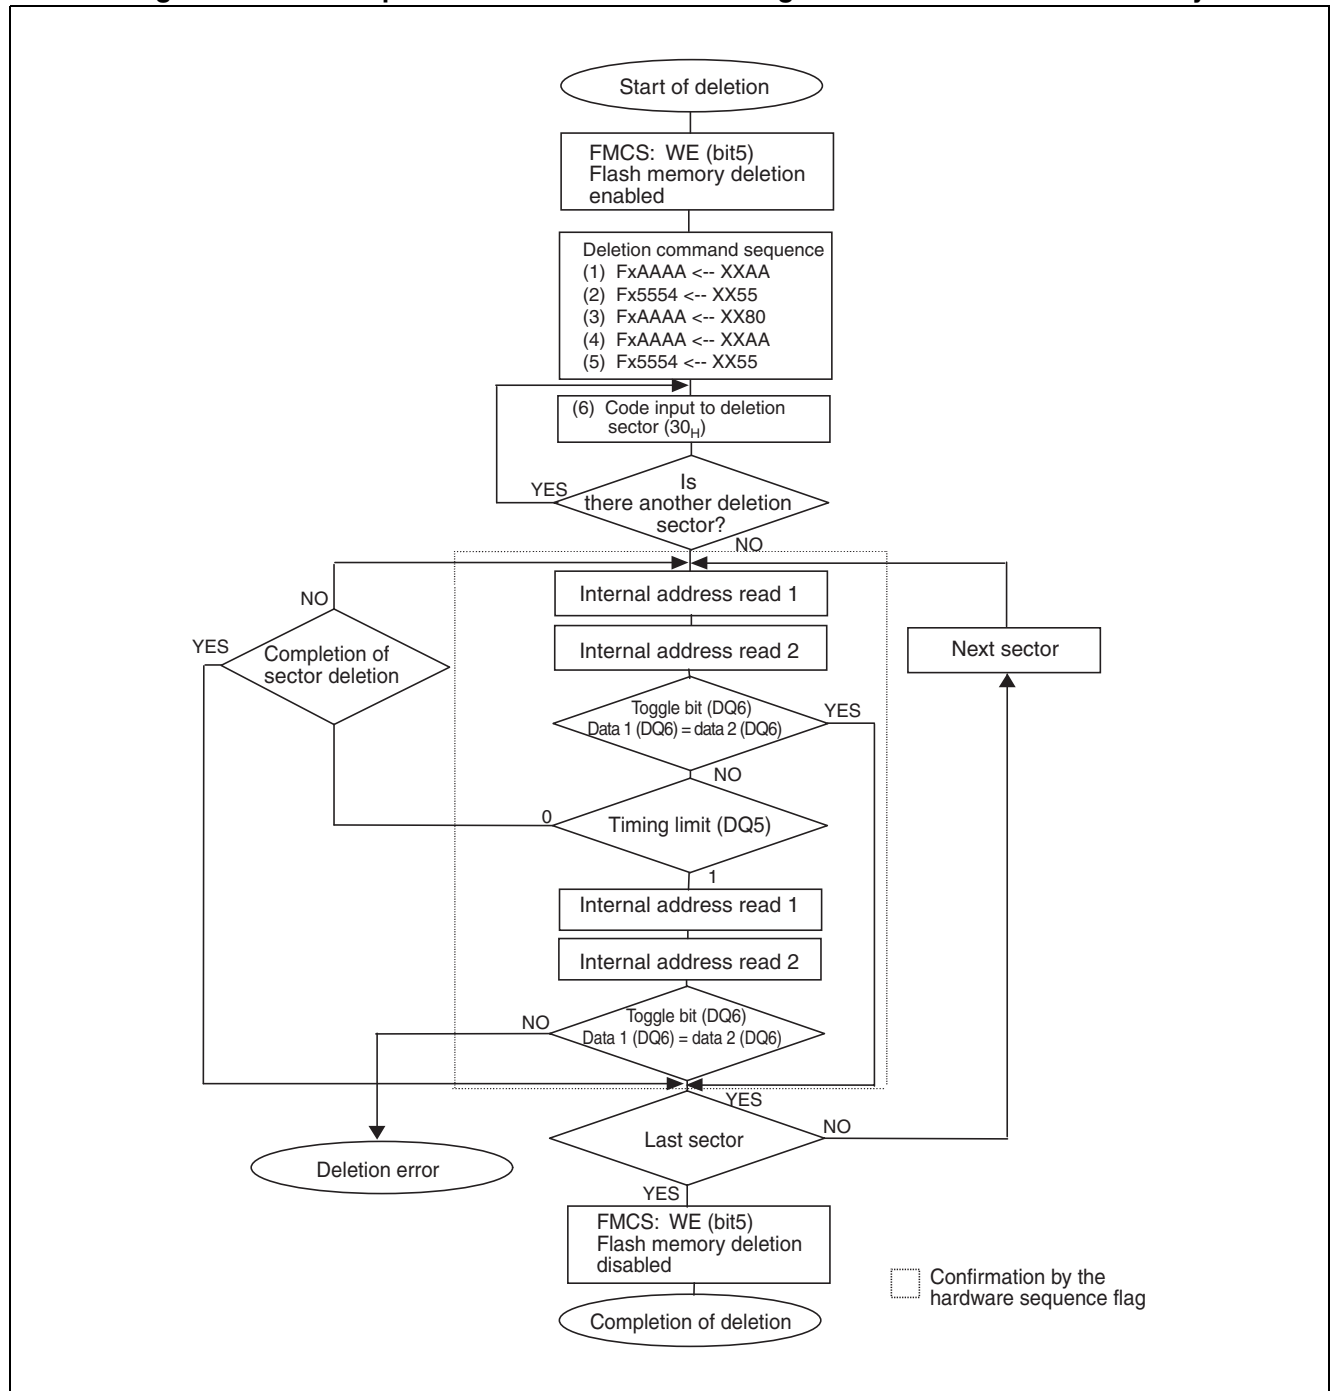 Start of deletion
FMCS: WE (bit5)
Flash memory deletion
enabled
Deletion command sequence
(1) FxAAAA <-- XXAA
(2) Fx5554 <-- XX55
(3) FxAAAA <-- XX80
(4) FxAAAA <-- XXAA
(5) Fx5554 <-- XX55
(6) Code input to deletion
sector (30H)
YES
Is
there another deletion
sector?
NO
NO
Internal address read 1
YES
Completion of
sector deletion
Internal address read 2
Next sector
Toggle bit (DQ6)
Data 1 (DQ6) = data 2 (DQ6)
YES
NO
0
Timing limit (DQ5)
1
Internal address read 1
Internal address read 2
NO
Toggle bit (DQ6)
Data 1 (DQ6) = data 2 (DQ6)
YES
Last sector
NO
Deletion error
YES
FMCS: WE (bit5)
Flash memory deletion
disabled
Confirmation by the
hardware sequence flag
Completion of deletion